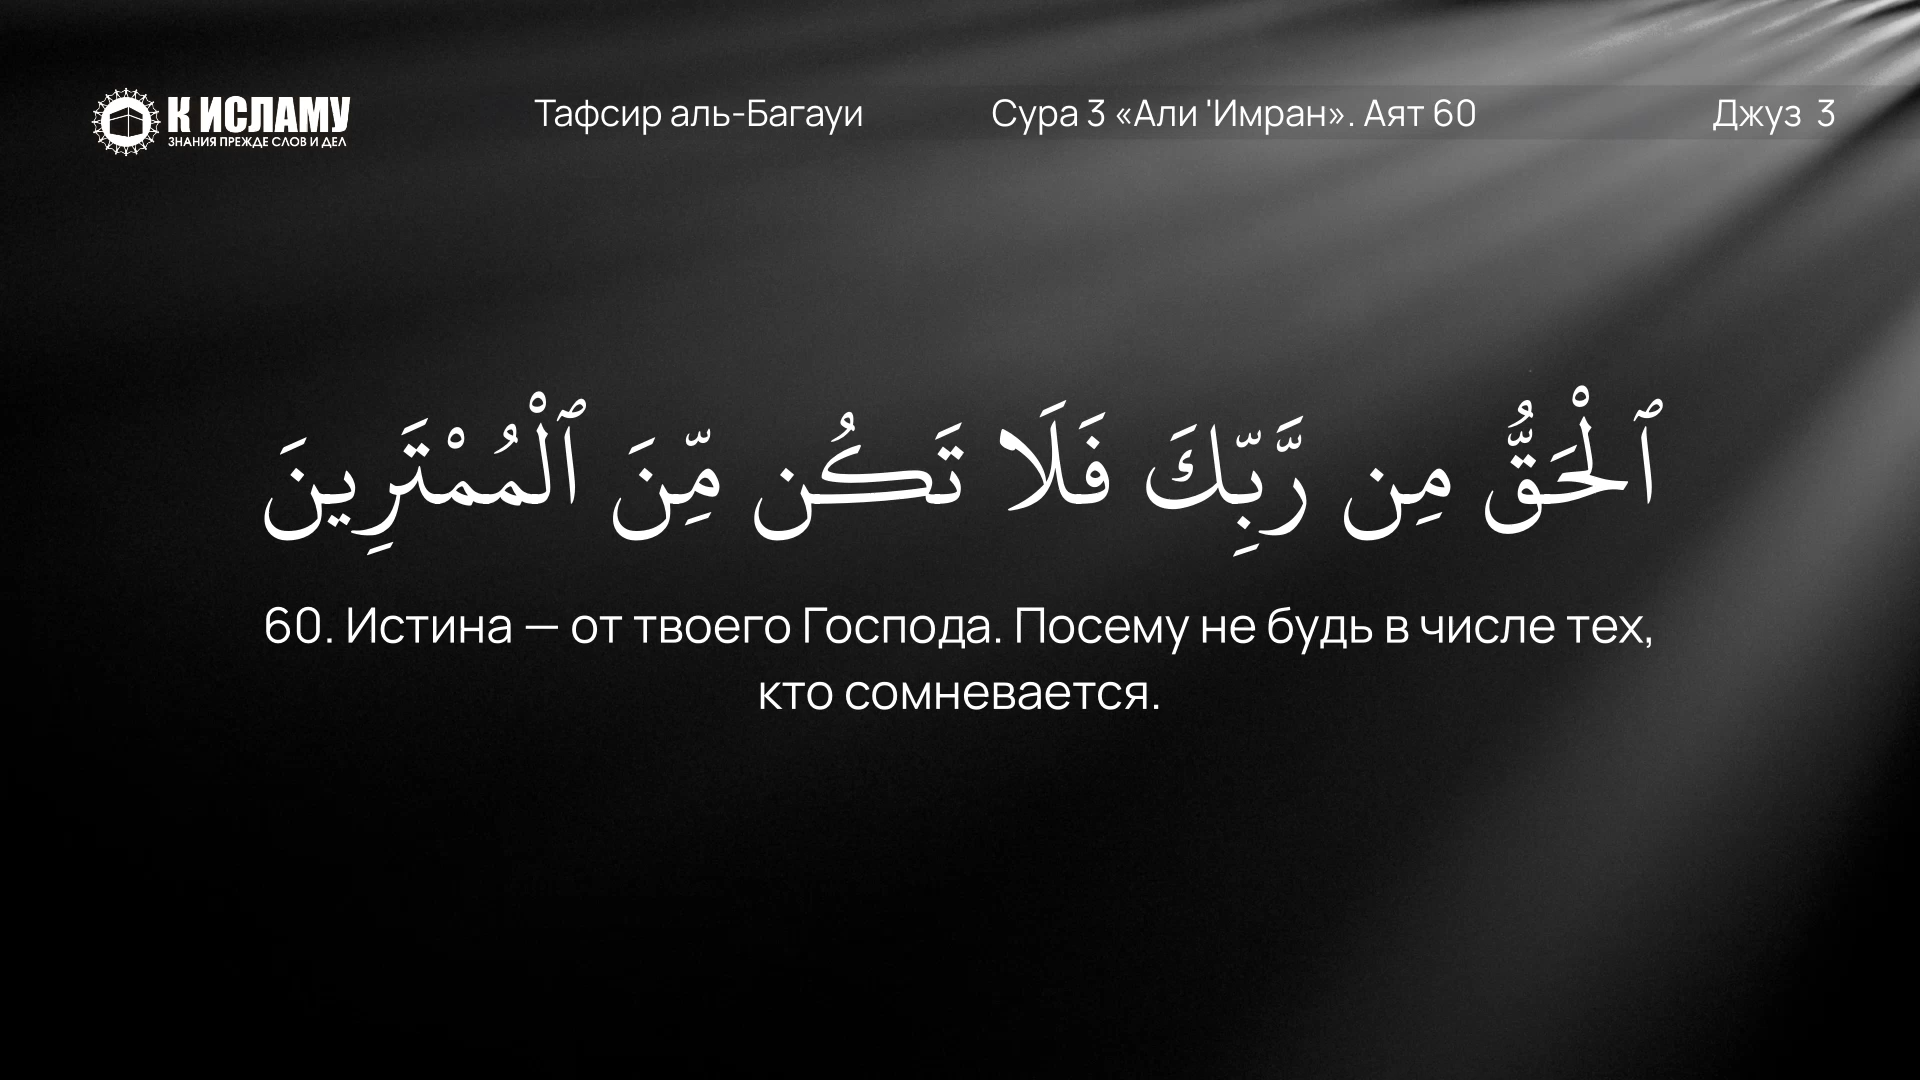 К ИСЛАМУ
ЗНАНИЯ ПРЕЖДЕ СЛОВ И ДЕЛ
Тафсир аль-Багауи
Сура 3 «Али 'Имран». Аят 60
Джуз 3
ٱلْحَقُّ مِن رَّبِّكَ فَلَا تَكُن مِّنَ ٱلْمُمْتَرِينَ
60. Истина — от твоего Господа. Посему не будь в числе тех,
кто сомневается.